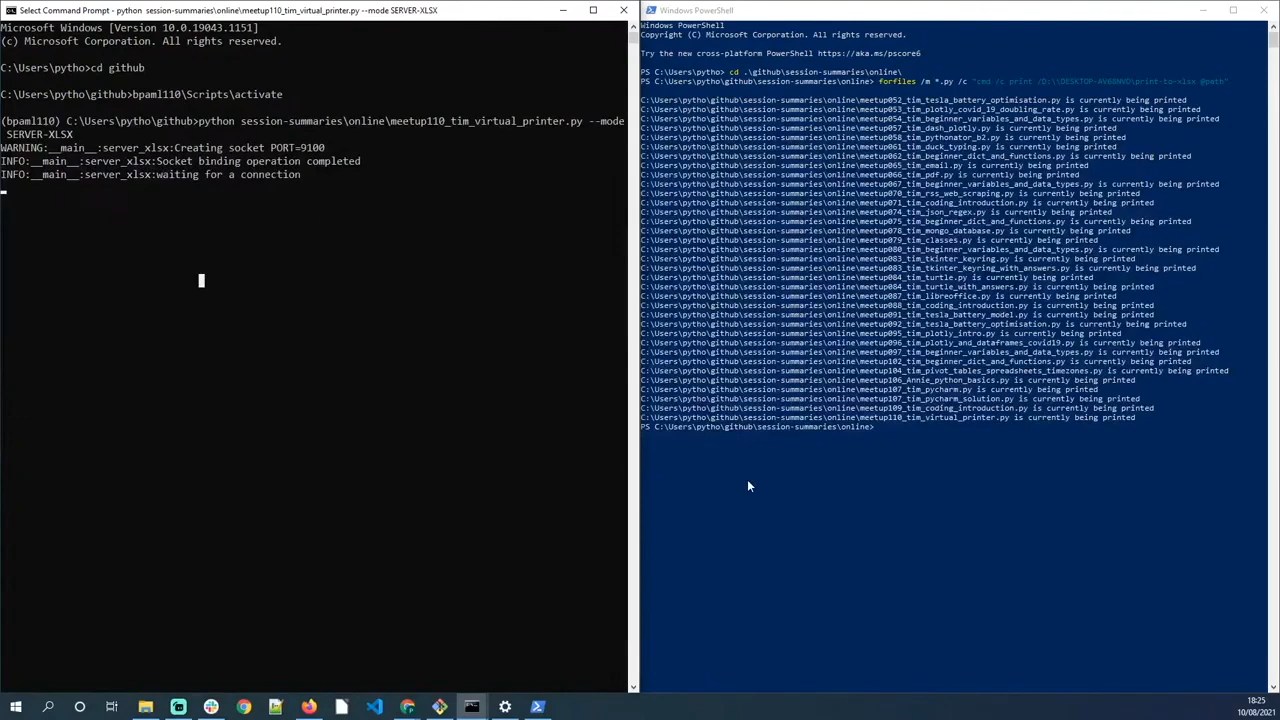 Select Command Prompt - python session-summaries\online\meetup110_tim_virtual_printer.py --mode SERVER-XLSX
Microsoft Windows [Version 10.0.19043.1151]
(c) Microsoft Corporation. All rights reserved.
C:\Users\pytho>cd github
C:\Users\pytho\github>bpaml110\Scripts\activate
(bpaml110) C:\Users\pytho\github>python session-summaries\online\meetup110_tim_virtual_printer.py --mode
SERVER-XLSX
WARNING:__main__:server_xlsx:Creating socket PORT=9100
INFO:__main__:server_xlsx:Socket binding operation completed
INFO:__main__:server_xlsx:waiting for a connection
Windows PowerShell
Windows PowerShell
Copyright (C) Microsoft Corporation. All rights reserved.
Try the new cross-platform PowerShell https://aka.ms/pscore6
PS C:\Users\pytho> cd .\github\session-summaries\online\
PS C:\Users\pytho\github\session-summaries\online> forfiles /m *.py /c "cmd /c print /D:\\DESKTOP-AV88NVD\print-to-xlsx @path"
C:\Users\pytho\github\session-summaries\online\meetup052_tim_tesla_battery_optimisation.py is currently being printed
C:\Users\pytho\github\session-summaries\online\meetup053_tim_plotly_covid_19_doubling_rate.py is currently being printed
C:\Users\pytho\github\session-summaries\online\meetup054_tim_beginner_variables_and_data_types.py is currently being printed
C:\Users\pytho\github\session-summaries\online\meetup057_tim_dash_plotly.py is currently being printed
C:\Users\pytho\github\session-summaries\online\meetup058_tim_pythonator_b2.py is currently being printed
C:\Users\pytho\github\session-summaries\online\meetup061_tim_duck_typing.py is currently being printed
C:\Users\pytho\github\session-summaries\online\meetup062_tim_beginner_dict_and_functions.py is currently being printed
C:\Users\pytho\github\session-summaries\online\meetup065_tim_email.py is currently being printed
C:\Users\pytho\github\session-summaries\online\meetup066_tim_pdf.py is currently being printed
C:\Users\pytho\github\session-summaries\online\meetup067_tim_beginner_variables_and_data_types.py is currently being printed
C:\Users\pytho\github\session-summaries\online\meetup070_tim_rss_web_scraping.py is currently being printed
C:\Users\pytho\github\session-summaries\online\meetup071_tim_coding_introduction.py is currently being printed
C:\Users\pytho\github\session-summaries\online\meetup074_tim_json_regex.py is currently being printed
C:\Users\pytho\github\session-summaries\online\meetup075_tim_beginner_dict_and_functions.py is currently being printed
C:\Users\pytho\github\session-summaries\online\meetup078_tim_mongo_database.py is currently being printed
C:\Users\pytho\github\session-summaries\online\meetup079_tim_classes.py is currently being printed
C:\Users\pytho\github\session-summaries\online\meetup080_tim_beginner_variables_and_data_types.py is currently being printed
C:\Users\pytho\github\session-summaries\online\meetup083_tim_tkinter_keyring.py is currently being printed
C:\Users\pytho\github\session-summaries\online\meetup083_tim_tkinter_keyring_with_answers.py is currently being printed
C:\Users\pytho\github\session-summaries\online\meetup084_tim_turtle.py is currently being printed
C:\Users\pytho\github\session-summaries\online\meetup084_tim_turtle_with_answers.py is currently being printed
C:\Users\pytho\github\session-summaries\online\meetup087_tim_libreoffice.py is currently being printed
C:\Users\pytho\github\session-summaries\online\meetup088_tim_coding_introduction.py is currently being printed
C:\Users\pytho\github\session-summaries\online\meetup091_tim_tesla_battery_model.py is currently being printed
C:\Users\pytho\github\session-summaries\online\meetup092_tim_tesla_battery_optimisation.py is currently being printed
C:\Users\pytho\github\session-summaries\online\meetup095_tim_plotly_intro.py is currently being printed
C:\Users\pytho\github\session-summaries\online\meetup096_tim_plotly_and_dataframes_covid19.py is currently being printed
C:\Users\pytho\github\session-summaries\online\meetup097_tim_beginner_variables_and_data_types.py is currently being printed
C:\Users\pytho\github\session-summaries\online\meetup102_tim_beginner_dict_and_functions.py is currently being printed
C:\Users\pytho\github\session-summaries\online\meetup104_tim_pivot_tables_spreadsheets_timezones.py is currently being printed
C:\Users\pytho\github\session-summaries\online\meetup106_Annie_python_basics.py is currently being printed
C:\Users\pytho\github\session-summaries\online\meetup107_tim_pycharm.py is currently being printed
C:\Users\pytho\github\session-summaries\online\meetup107_tim_pycharm_solution.py is currently being printed
C:\Users\pytho\github\session-summaries\online\meetup109_tim_coding_introduction.py is currently being printed
C:\Users\pytho\github\session-summaries\online\meetup110_tim_virtual_printer.py is currently being printed
PS C:\Users\pytho\github\session-summaries\online>
18:25
10/08/2021